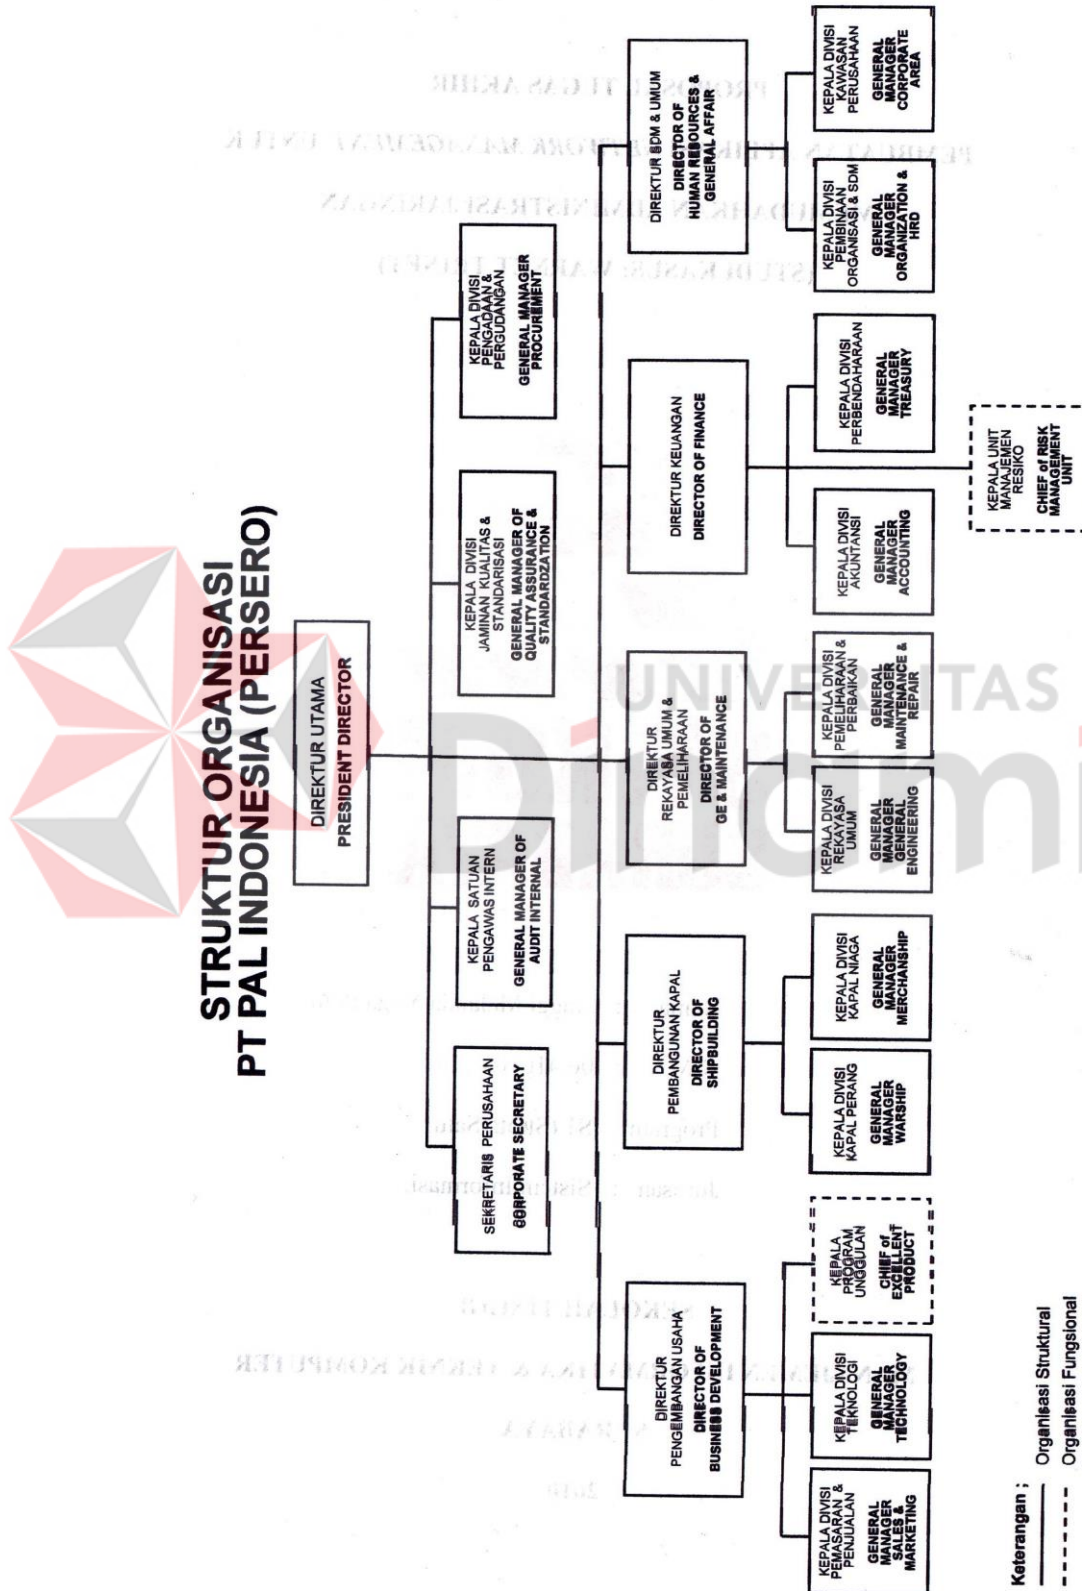 STRUKTUR ORGANISASI
PT PAL INDONESIA (PERSERO)
DIREKTUR UTAMA
PRESIDENT DIRECTOR
SEKRETARIS PERUSAHAAN
CORPORATE SECRETARY
KEPALA SATUAN
PENGAWAS INTERN
GENERAL MANAGER OF
AUDIT INTERNAL
KEPALA DIVISI
JAMINAN KUALITAS &
STANDARISASI
GENERAL MANAGER OF
QUALITY ASSURANCE &
STANDARDZATION
KEPALA DIVISI
PENGADAAN &
PERGUDANGAN
GENERAL MANAGER
PROCUREMENT
DIREKTUR
PENGEMBANGAN USAHA
DIRECTOR OF
BUSINESS DEVELOPMENT
DIREKTUR
PEMBANGUNAN KAPAL
DIRECTOR OF
SHIPBUILDING
DIREKTUR
REKAYASA UMUM &
PEMELIHARAAN
DIRECTOR OF
GE & MAINTENANCE
DIREKTUR KEUANGAN
DIRECTOR OF FINANCE
DIREKTUR SDM & UMUM
DIRECTOR OF
HUMAN RESOURCES &
GENERAL AFFAIR
KEPALA DIVISI
PEMASARAN &
PENJUALAN
GENERAL
MANAGER
SALES &
MARKETING
KEPALA DIVISI
TEKNOLOGI
GENERAL
MANAGER
TECHNOLOGY
KEPALA
PROGRAM
UNGGULAN
CHIEF of
EXCELLENT
PRODUCT
KEPALA DIVISI
KAPAL PERANG
GENERAL
MANAGER
WARSHIP
KEPALA DIVISI
KAPAL NIAGA
GENERAL
MANAGER
MERCHANSHIP
KEPALA DIVISI
REKAYASA
UMUM
GENERAL
MANAGER
GENERAL
ENGINEERING
KEPALA DIVISI
PEMELIHARAAN &
PERBAIKAN
GENERAL
MANAGER
MAINTENANCE &
REPAIR
KEPALA DIVISI
AKUNTANSI
GENERAL
MANAGER
ACCOUNTING
KEPALA DIVISI
PERBENDAHARAAN
GENERAL
MANAGER
TREASURY
KEPALA DIVISI
PEMBINAAN
ORGANISASI & SDM
GENERAL
MANAGER
ORGANIZATION &
HRD
KEPALA DIVISI
KAWASAN
PERUSAHAAN
GENERAL
MANAGER
CORPORATE
AREA
KEPALA UNIT
MANAJEMEN
RESIKO
CHIEF of RISK
MANAGEMENT
UNIT
Keterangan ;
Organisasi Struktural
Organisasi Fungsional
UNIVERSITAS
Dinami